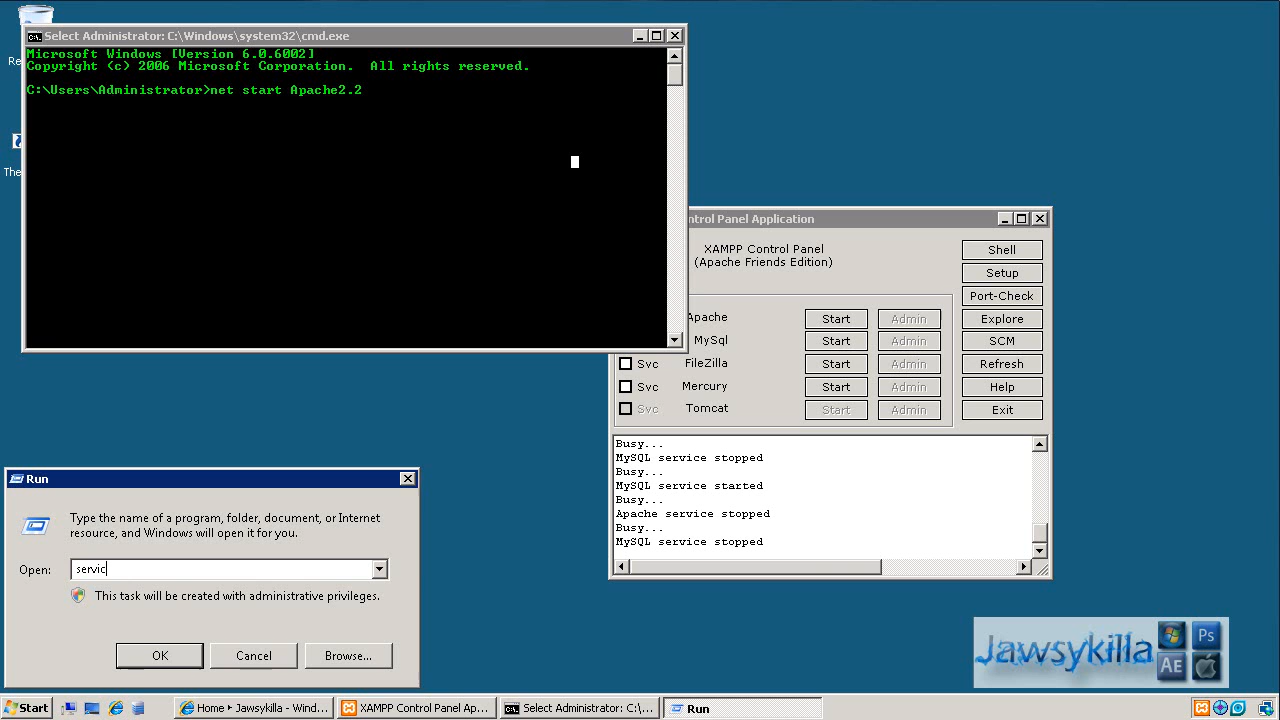 Select Administrator: C:\Windows\system32\cmd.exe
Microsoft Windows [Version 6.0.6002]
Copyright (c) 2006 Microsoft Corporation.  All rights reserved.
C:\Users\Administrator>net start Apache2.2
Re
The
ntrol Panel Application
XAMPP Control Panel
(Apache Friends Edition)
Shell
Setup
Port-Check
Apache Start Admin Explore
MySql Start Admin SCM
Svc FileZilla Start Admin Refresh
Svc Mercury Start Admin Help
Svc Tomcat Start Admin Exit
Busy...
MySQL service stopped
Busy...
MySQL service started
Busy...
Apache service stopped
Busy...
MySQL service stopped
Run
Type the name of a program, folder, document, or Internet
resource, and Windows will open it for you.
Open: servic
This task will be created with administrative privileges.
OK Cancel Browse...
Jawsykilla
Ps
AE
Start Home ▸ Jawsykilla - Wind... XAMPP Control Panel Ap... Select Administrator: C:\... Run